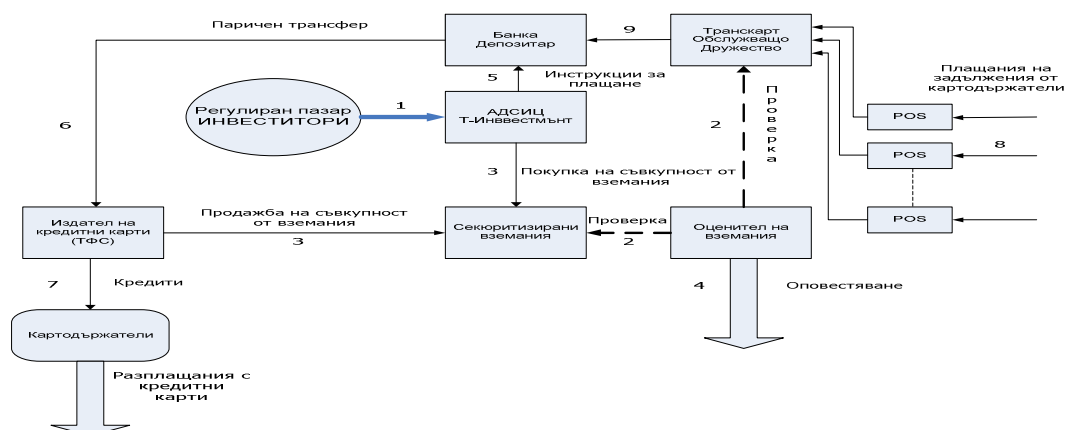 Паричен трансфер
Банка
Депозитар
9
Транскарт
Обслужващо
Дружество
Плащания на
задължения от
картодържатели
5
Инструкции за
плащане
Регулиран пазар
ИНВЕСТИТОРИ
1
АДСИЦ
Т-Инввестмънт
6
2
Проверка
POS
POS
8
POS
3
Покупка на съвкупност от
вземания
Издател на
кредитни карти
(ТФС)
Продажба на съвкупност
от вземания
3
Секюритизирани
вземания
Проверка
2
Оценител на
вземания
7
Кредити
4
Оповестяване
Картодържатели
Разплащания с
кредитни
карти